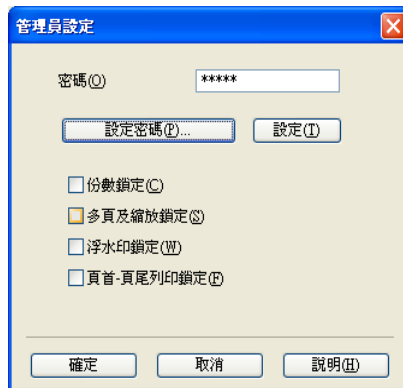 管理員設定
密碼(O) *****
設定密碼(P)... 設定(T)
份數鎖定(C)
多頁及縮放鎖定(S)
浮水印鎖定(W)
頁首-頁尾列印鎖定(F)
確定 取消 說明(H)